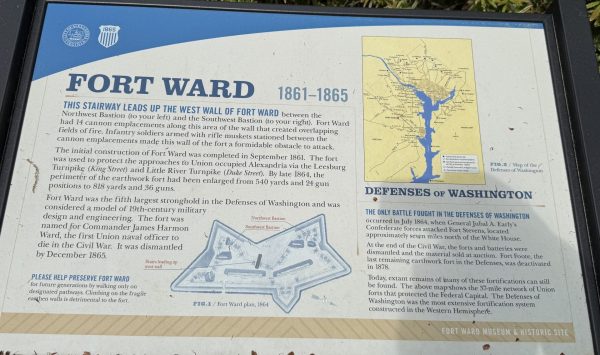 1865
FORT WARD 1861–1865
THIS STAIRWAY LEADS UP THE WEST WALL OF FORT WARD between the
Northwest Bastion (to your left) and the Southwest Bastion (to your right). Fort Ward
had 14 cannon emplacements along this area of the wall that created overlapping
fields of fire. Infantry soldiers armed with rifle muskets stationed between the
cannon emplacements made this wall of the fort a formidable obstacle to attack.
The initial construction of Fort Ward was completed in September 1861. The fort
was used to protect the approaches to Union occupied Alexandria via the Leesburg
Turnpike (King Street) and Little River Turnpike (Duke Street). By late 1864, the
perimeter of the earthwork fort had been enlarged from 540 yards and 24 gun
positions to 818 yards and 36 guns.
Fort Ward was the fifth largest stronghold in the Defenses of Washington and was
considered a model of 19th-century military
design and engineering. The fort was
named for Commander James Harmon
Ward, the first Union naval officer to
die in the Civil War. It was dismantled
by December 1865.
PLEASE HELP PRESERVE FORT WARD
for future generations by walking only on
designated pathways. Climbing on the fragile
earthen walls is detrimental to the fort.
Northwest Bastion
Southwest Bastion
Stairs leading up
west wall
FIG.1 / Fort Ward plan, 1864
FIG.2 / Map of the
Defenses of Washington
DEFENSES OF WASHINGTON
THE ONLY BATTLE FOUGHT IN THE DEFENSES OF WASHINGTON
occurred in July 1864, when General Jubal A. Early's
Confederate forces attacked Fort Stevens, located
approximately seven miles north of the White House.
At the end of the Civil War, the forts and batteries were
dismantled and the material sold at auction. Fort Foote, the
last remaining earthwork fort in the Defenses, was deactivated
in 1878.
Today, extant remains of many of these fortifications can still
be found. The above map shows the 37-mile network of Union
forts that protected the Federal Capital. The Defenses of
Washington was the most extensive fortification system
constructed in the Western Hemisphere.
FORT WARD MUSEUM & HISTORIC SITE